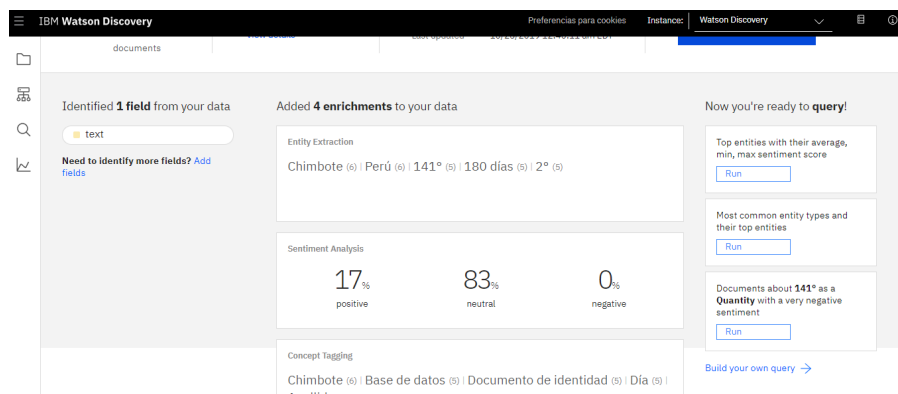 IBM Watson Discovery
Preferencias para cookies
Instance:
Watson Discovery
documents
Identified 1 field from your data
text
Need to identify more fields? Add
fields
Added 4 enrichments to your data
Entity Extraction
Chimbote (6) | Perú (6) | 141° (5) | 180 días (5) | 2° (5)
Sentiment Analysis
17%
positive
83%
neutral
0%
negative
Concept Tagging
Chimbote (6) | Base de datos (5) | Documento de identidad (5) | Día (5) |
Now you're ready to query!
Top entities with their average,
min, max sentiment score
Run
Most common entity types and
their top entities
Run
Documents about 141° as a
Quantity with a very negative
sentiment
Run
Build your own query →